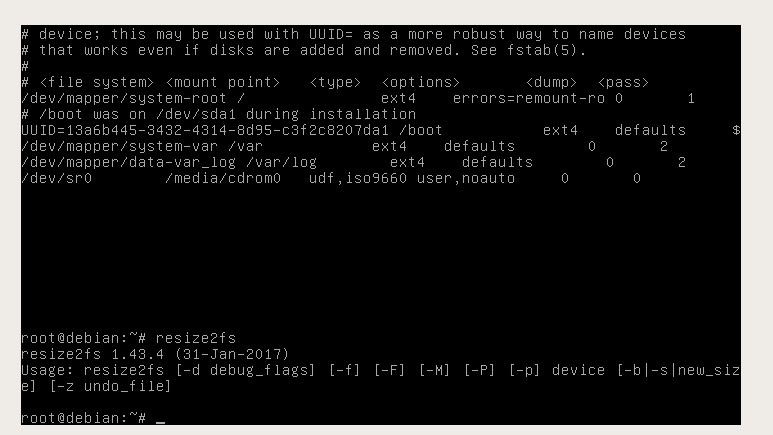 # device; this may be used with UUID= as a more robust way to name devices
# that works even if disks are added and removed. See fstab(5).
#
# <file system> <mount point>   <type>  <options>       <dump>  <pass>
/dev/mapper/system-root /               ext4    errors=remount-ro 0       1
# /boot was on /dev/sda1 during installation
UUID=13a6b445-3432-4314-8d95-c3f2c8207da1 /boot           ext4    defaults     $
/dev/mapper/system-var /var            ext4    defaults        0       2
/dev/mapper/data-var_log /var/log        ext4    defaults        0       2
/dev/sr0        /media/cdrom0   udf,iso9660 user,noauto     0       0
root@debian:~# resize2fs
resize2fs 1.43.4 (31-Jan-2017)
Usage: resize2fs [-d debug_flags] [-f] [-F] [-M] [-P] [-p] device [-b|-s|new_siz
e] [-z undo_file]
root@debian:~# _